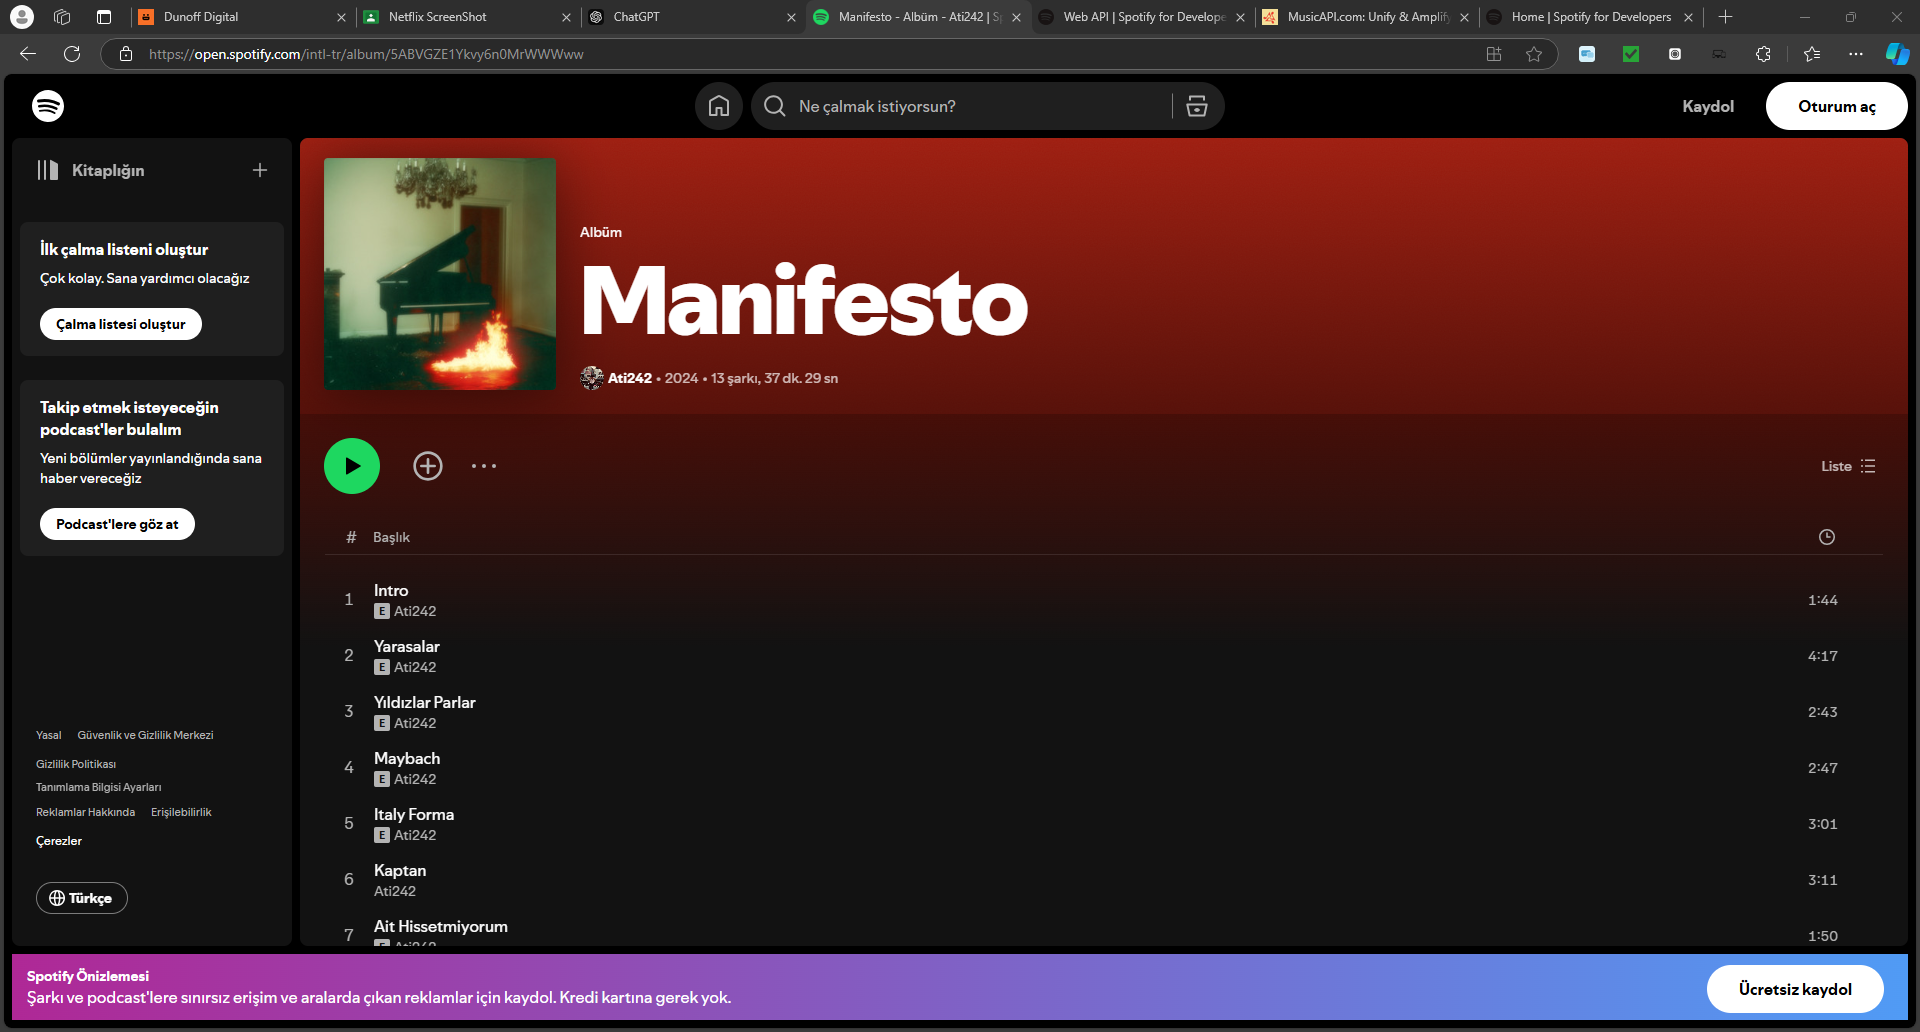 Dunoff Digital
Netflix ScreenShot
ChatGPT
Manifesto - Albüm - Ati242 | Sp
Web API | Spotify for Develope
MusicAPI.com: Unify & Amplify
Home | Spotify for Developers
https://open.spotify.com/intl-tr/album/5ABVGZE1Ykvy6n0MrWWWww
Ne çalmak istiyorsun?
Kaydol
Oturum aç
Kitaplığın
İlk çalma listeni oluştur
Çok kolay. Sana yardımcı olacağız
Çalma listesi oluştur
Takip etmek isteyeceğin
podcast'ler bulalım
Yeni bölümler yayınlandığında sana
haber vereceğiz
Podcast'lere göz at
Yasal Güvenlik ve Gizlilik Merkezi
Gizlilik Politikası
Tanımlama Bilgisi Ayarları
Reklamlar Hakkında Erişilebilirlik
Çerezler
Türkçe
Albüm
Manifesto
Ati242 • 2024 • 13 şarkı, 37 dk. 29 sn
Liste
# Başlık
1 Intro 1:44
E Ati242
2 Yarasalar 4:17
E Ati242
3 Yıldızlar Parlar 2:43
E Ati242
4 Maybach 2:47
E Ati242
5 Italy Forma 3:01
E Ati242
6 Kaptan 3:11
Ati242
7 Ait Hissetmiyorum 1:50
E Ati242
Spotify Önizlemesi
Şarkı ve podcast'lere sınırsız erişim ve aralarda çıkan reklamlar için kaydol. Kredi kartına gerek yok.
Ücretsiz kaydol